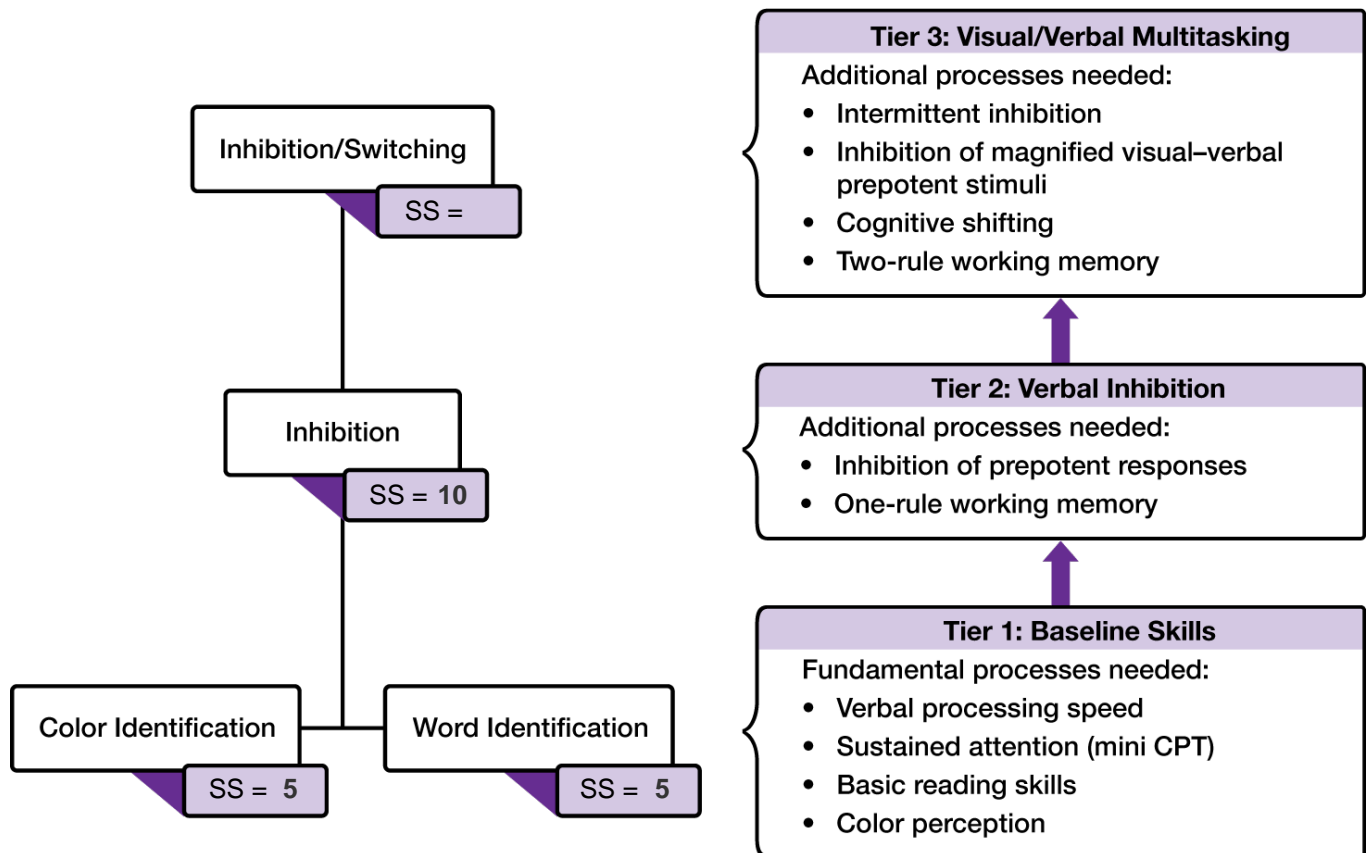 Inhibition/Switching
SS =
Inhibition
SS = 10
Color Identification
SS = 5
Word Identification
SS = 5
Tier 3: Visual/Verbal Multitasking
Additional processes needed:
• Intermittent inhibition
• Inhibition of magnified visual–verbal
prepotent stimuli
• Cognitive shifting
• Two-rule working memory
Tier 2: Verbal Inhibition
Additional processes needed:
• Inhibition of prepotent responses
• One-rule working memory
Tier 1: Baseline Skills
Fundamental processes needed:
• Verbal processing speed
• Sustained attention (mini CPT)
• Basic reading skills
• Color perception